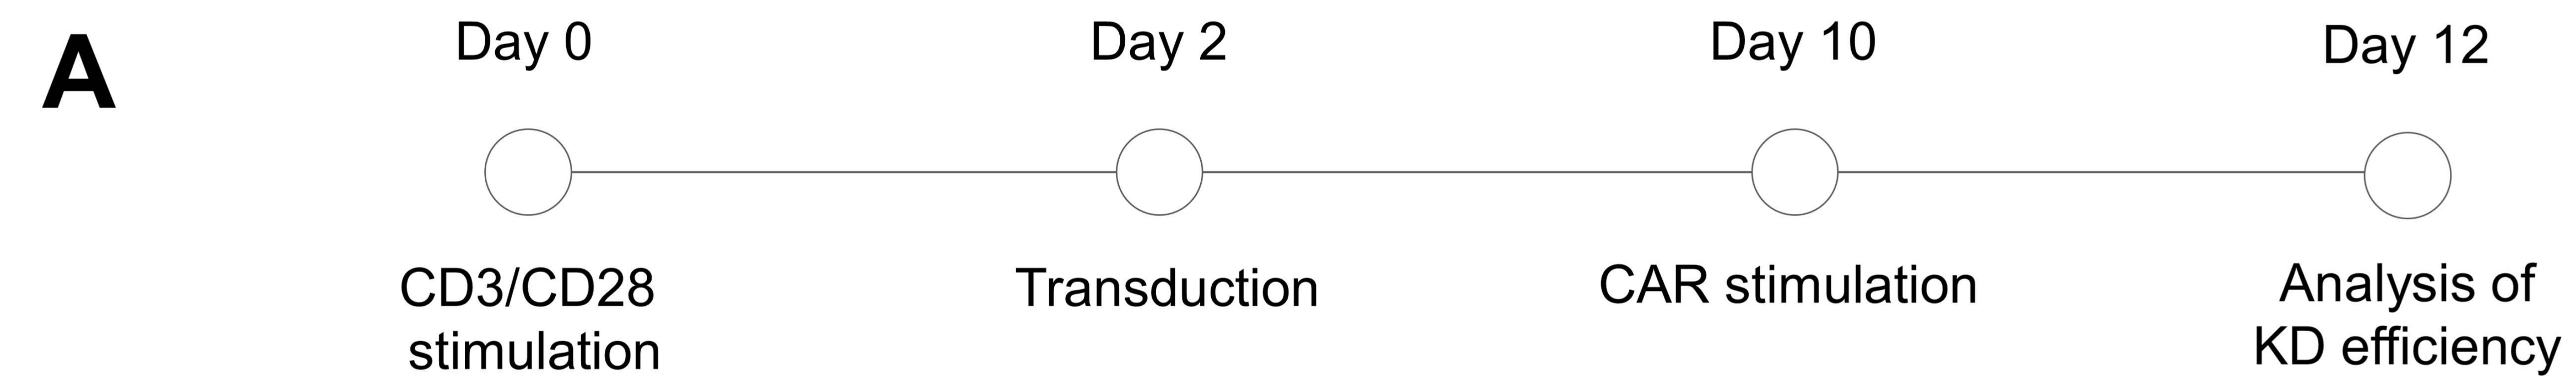 A
Day 0
Day 2
Day 10
Day 12
CD3/CD28
stimulation
Transduction
CAR stimulation
Analysis of
KD efficiency